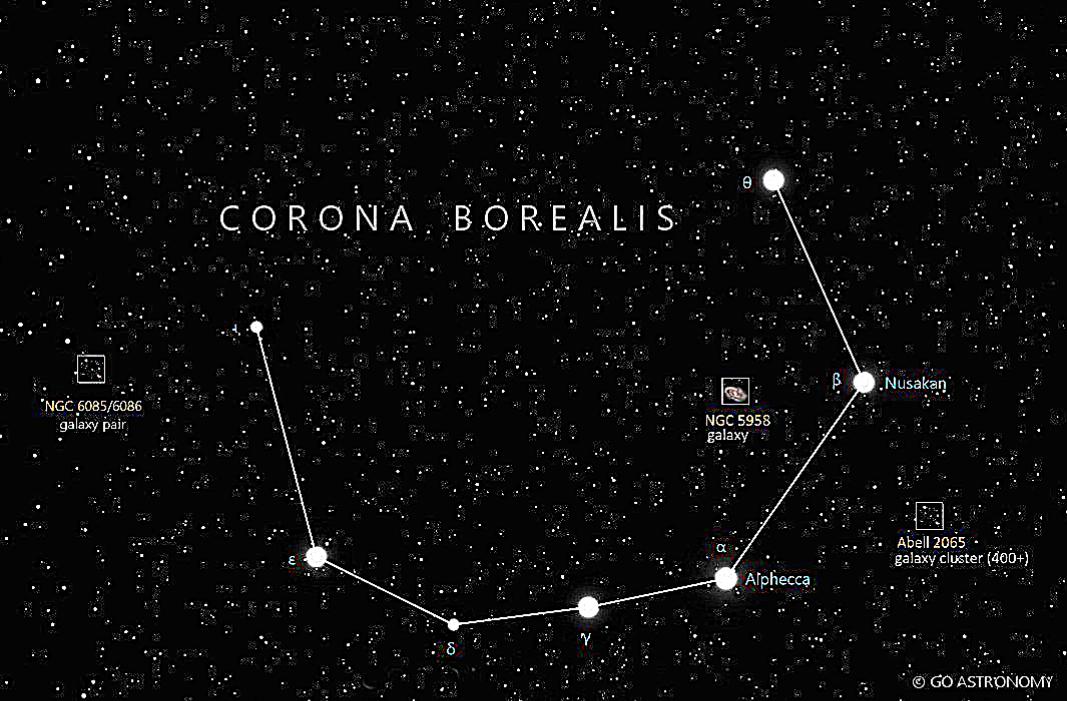 θ
CORONA BOREALIS
ι
NGC 6085/6086
galaxy pair
β
Nusakan
NGC 5958
galaxy
Abell 2065
galaxy cluster (400+)
ε
α
Alphecca
γ
δ
© GO ASTRONOMY